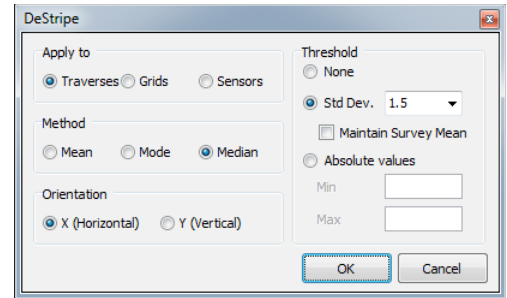 DeStripe
Apply to
Traverses Grids Sensors
Method
Mean Mode Median
Orientation
X (Horizontal) Y (Vertical)
Threshold
None
Std Dev. 1.5
Maintain Survey Mean
Absolute values
Min
Max
OK Cancel